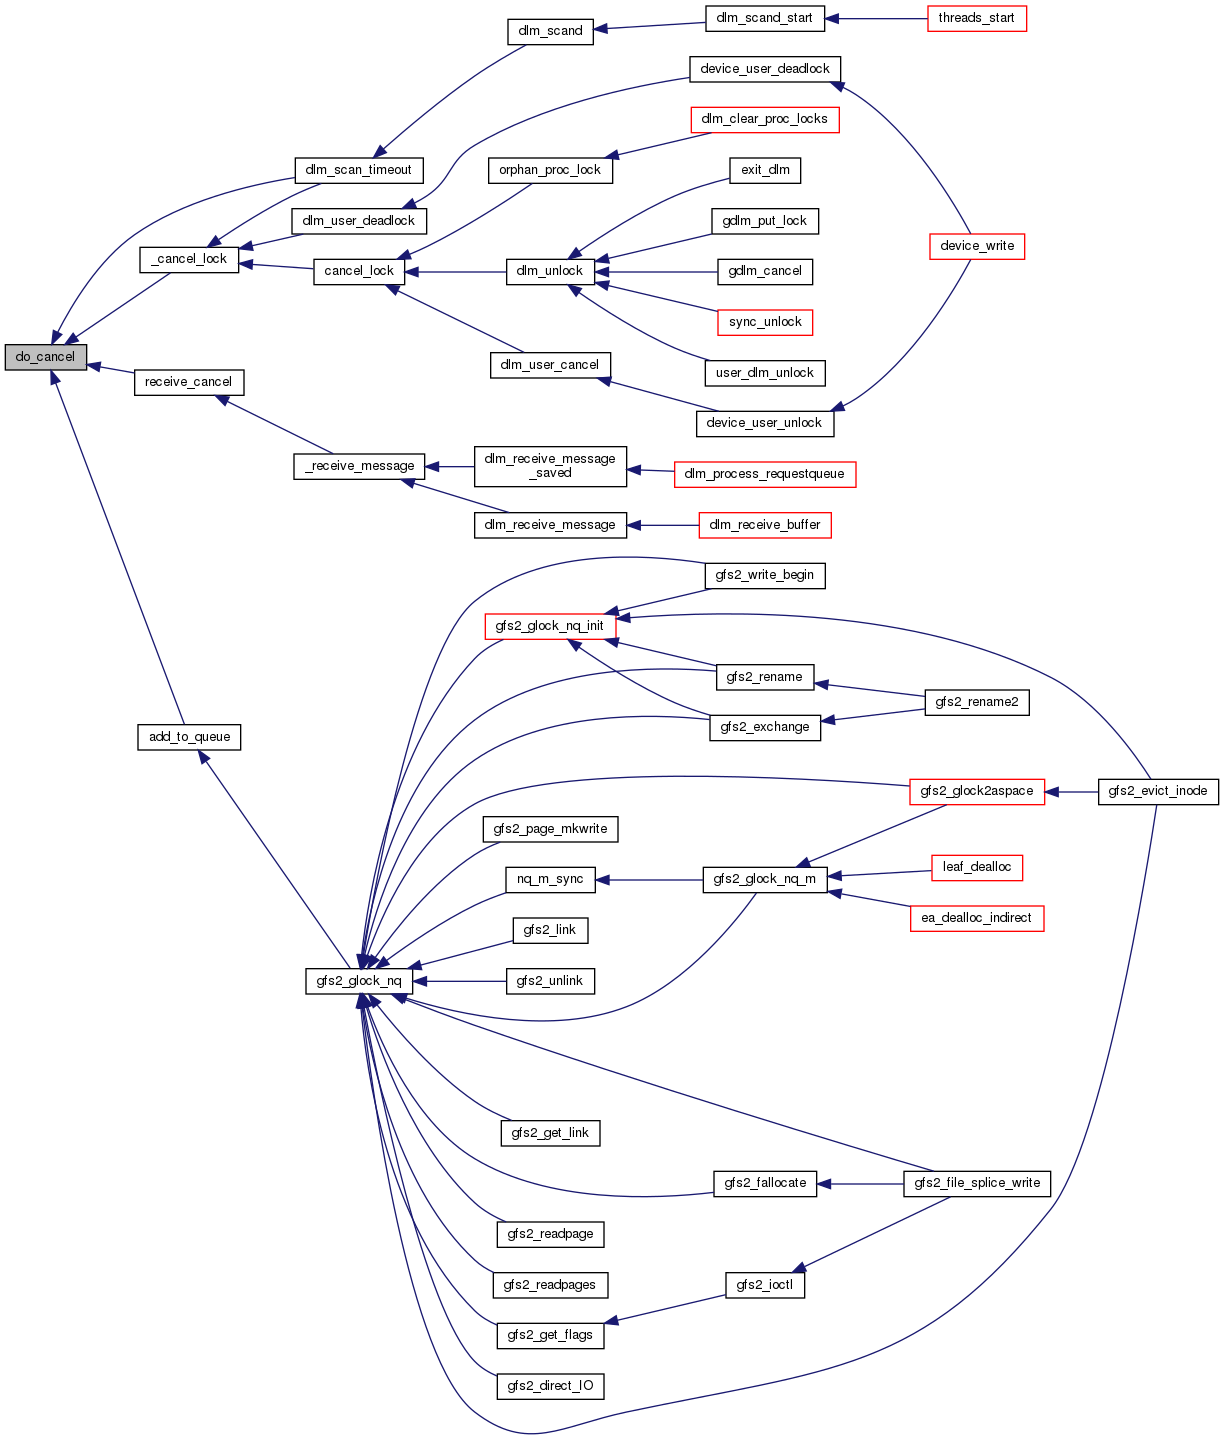 dlm_scand
dlm_scand_start
threads_start
device_user_deadlock
dlm_clear_proc_locks
dlm_scan_timeout
orphan_proc_lock
exit_dlm
dlm_user_deadlock
gdlm_put_lock
device_write
_cancel_lock
cancel_lock
dlm_unlock
gdlm_cancel
sync_unlock
do_cancel
dlm_user_cancel
user_dlm_unlock
receive_cancel
device_user_unlock
_receive_message
dlm_receive_message
_saved
dlm_process_requestqueue
dlm_receive_message
dlm_receive_buffer
gfs2_write_begin
gfs2_glock_nq_init
gfs2_rename
gfs2_rename2
gfs2_exchange
add_to_queue
gfs2_glock2aspace
gfs2_evict_inode
gfs2_page_mkwrite
nq_m_sync
gfs2_glock_nq_m
leaf_dealloc
ea_dealloc_indirect
gfs2_link
gfs2_glock_nq
gfs2_unlink
gfs2_get_link
gfs2_fallocate
gfs2_file_splice_write
gfs2_readpage
gfs2_readpages
gfs2_ioctl
gfs2_get_flags
gfs2_direct_IO